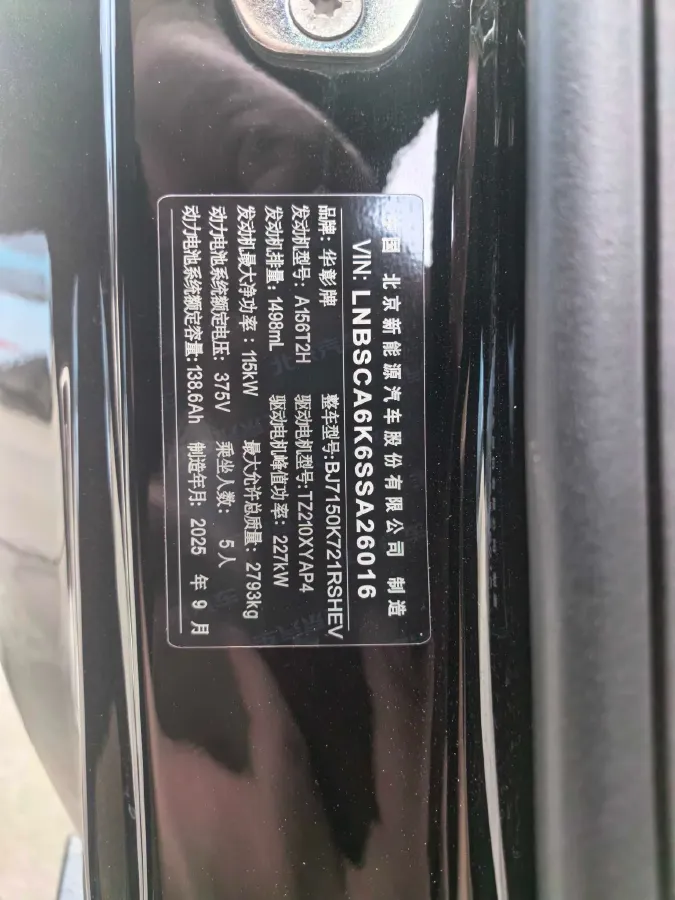 中国 北京新能源汽车股份有限公司 制造
VIN: LNBSCA6K6SSA26016
品牌: 华彰牌 整车型号:BJ7150K721RSHEV
发动机型号: A156T2H 驱动电机型号:TZ210XYAP4
发动机排量: 1498mL 驱动电机峰值功率: 227kW
发动机最大净功率: 115kW 最大允许总质量: 2793kg
动力电池系统额定电压: 375V 乘坐人数: 5人
动力电池系统额定容量:138.6Ah 制造年月: 2025 年 9 月